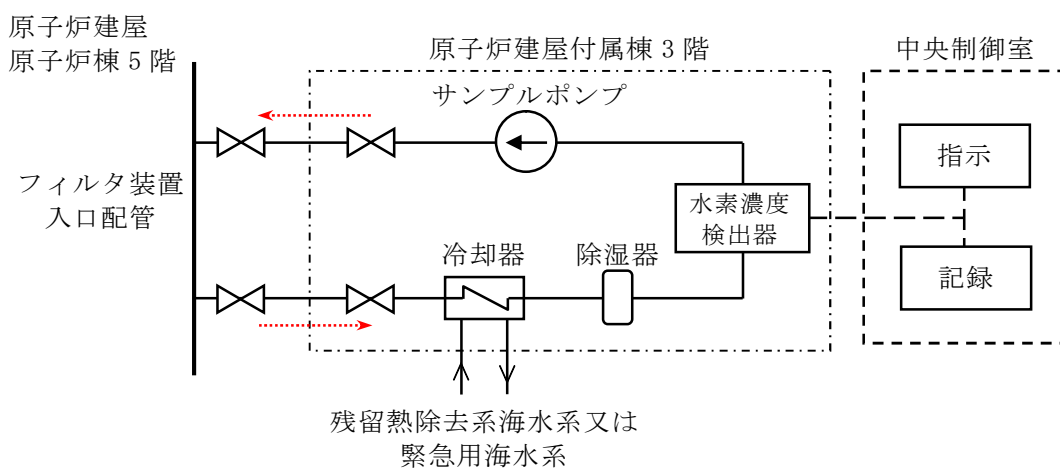 原子炉建屋
原子炉棟 5 階
原子炉建屋付属棟 3 階
中央制御室
サンプルポンプ
指示
フィルタ装置
入口配管
水素濃度
検出器
冷却器
除湿器
記録
残留熱除去系海水系又は
緊急用海水系